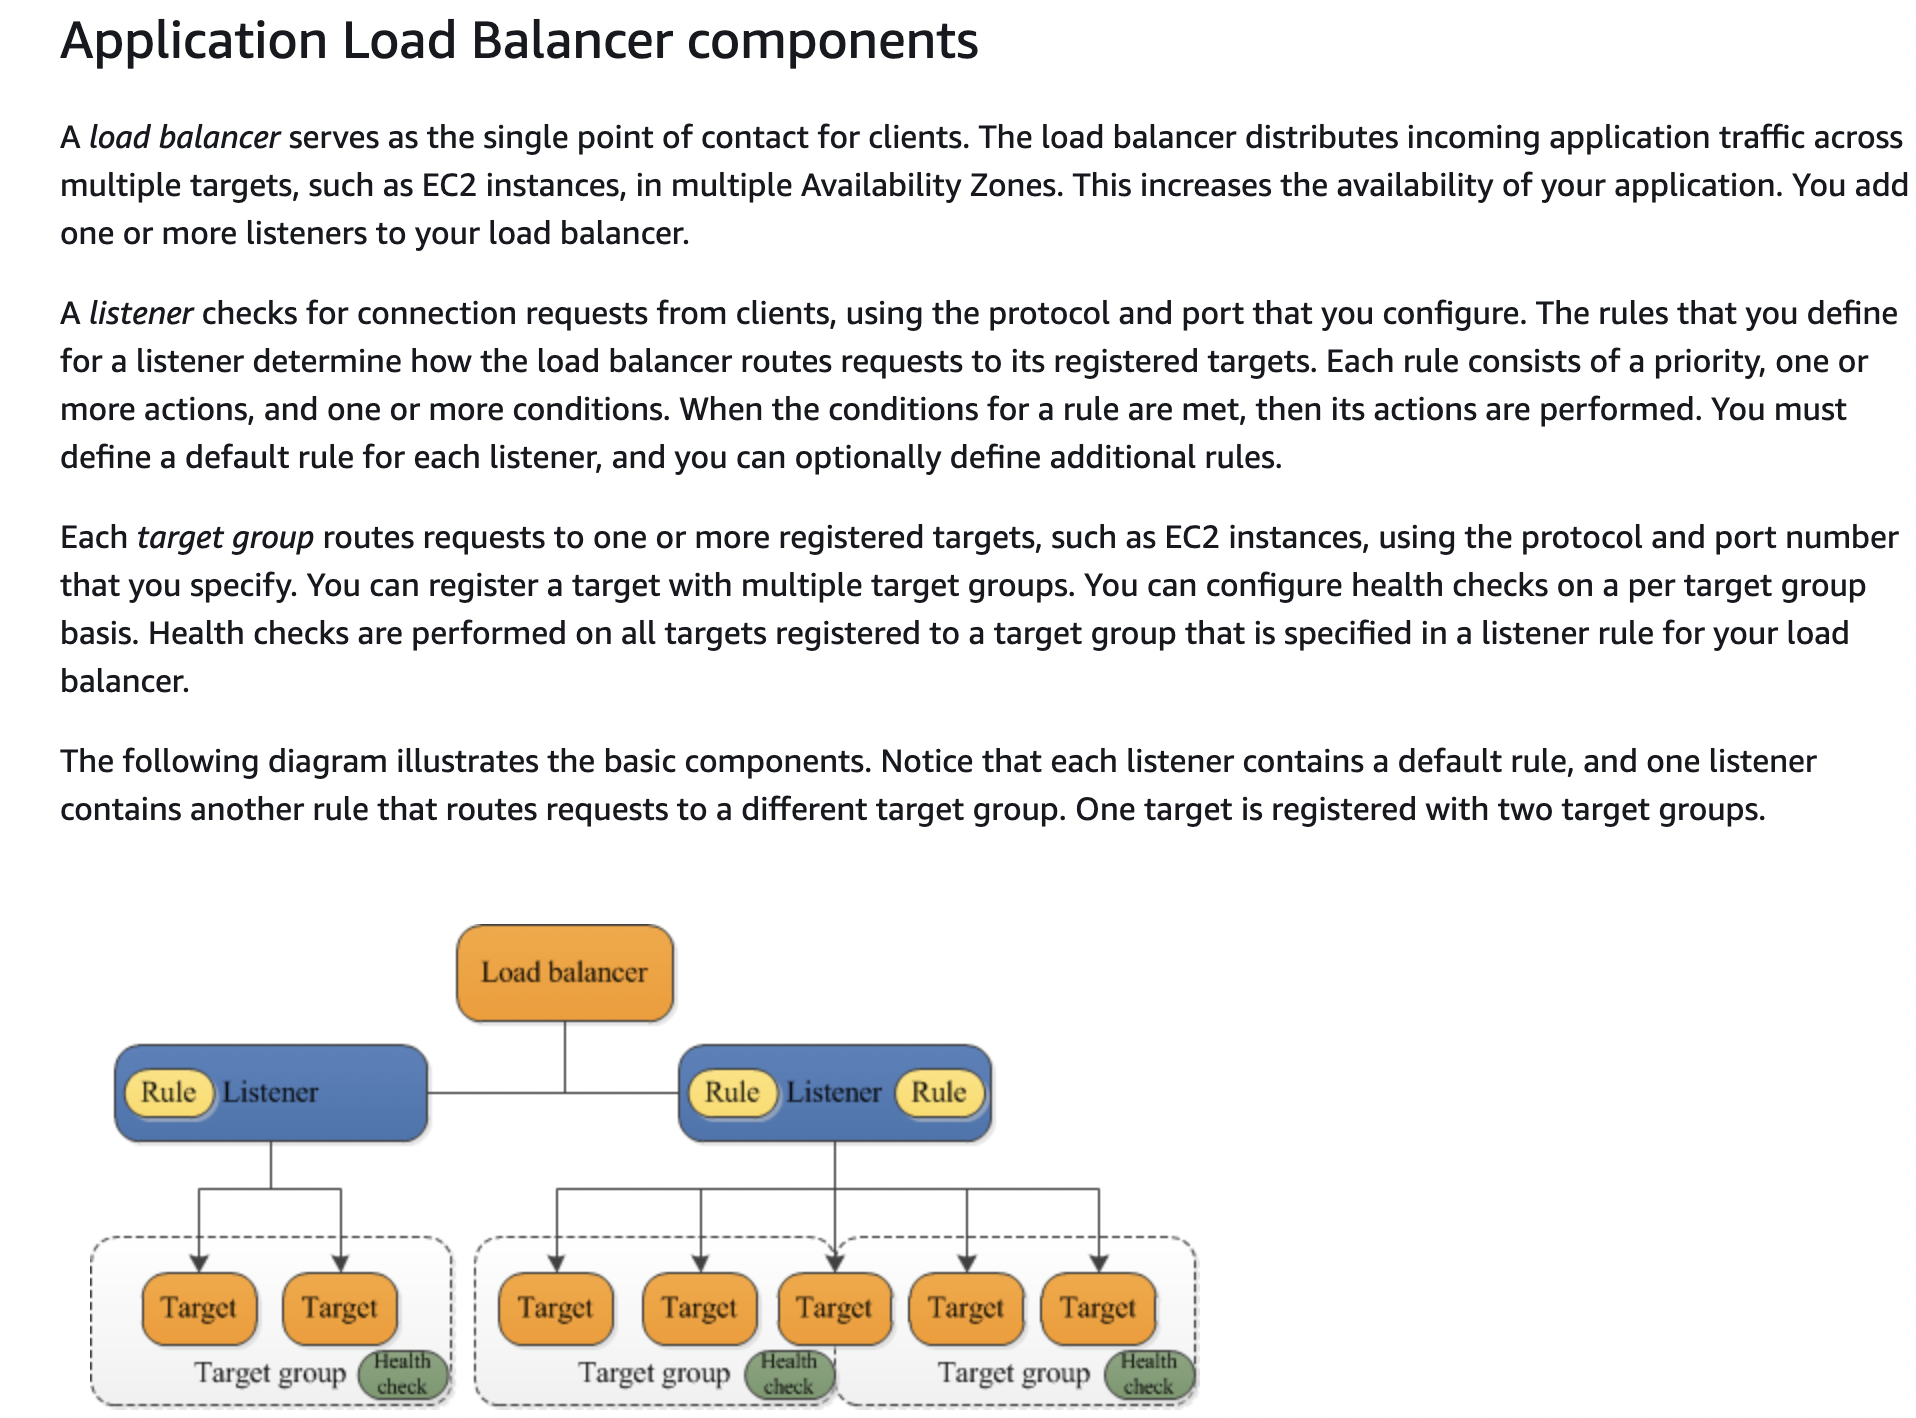 Application Load Balancer components
A load balancer serves as the single point of contact for clients. The load balancer distributes incoming application traffic across
multiple targets, such as EC2 instances, in multiple Availability Zones. This increases the availability of your application. You add
one or more listeners to your load balancer.
A listener checks for connection requests from clients, using the protocol and port that you configure. The rules that you define
for a listener determine how the load balancer routes requests to its registered targets. Each rule consists of a priority, one or
more actions, and one or more conditions. When the conditions for a rule are met, then its actions are performed. You must
define a default rule for each listener, and you can optionally define additional rules.
Each target group routes requests to one or more registered targets, such as EC2 instances, using the protocol and port number
that you specify. You can register a target with multiple target groups. You can configure health checks on a per target group
basis. Health checks are performed on all targets registered to a target group that is specified in a listener rule for your load
balancer.
The following diagram illustrates the basic components. Notice that each listener contains a default rule, and one listener
contains another rule that routes requests to a different target group. One target is registered with two target groups.
Load balancer
Rule Listener
Rule Listener Rule
Target Target
Target Target Target Target Target
Target group Health
check
Target group Health
check
Target group Health
check